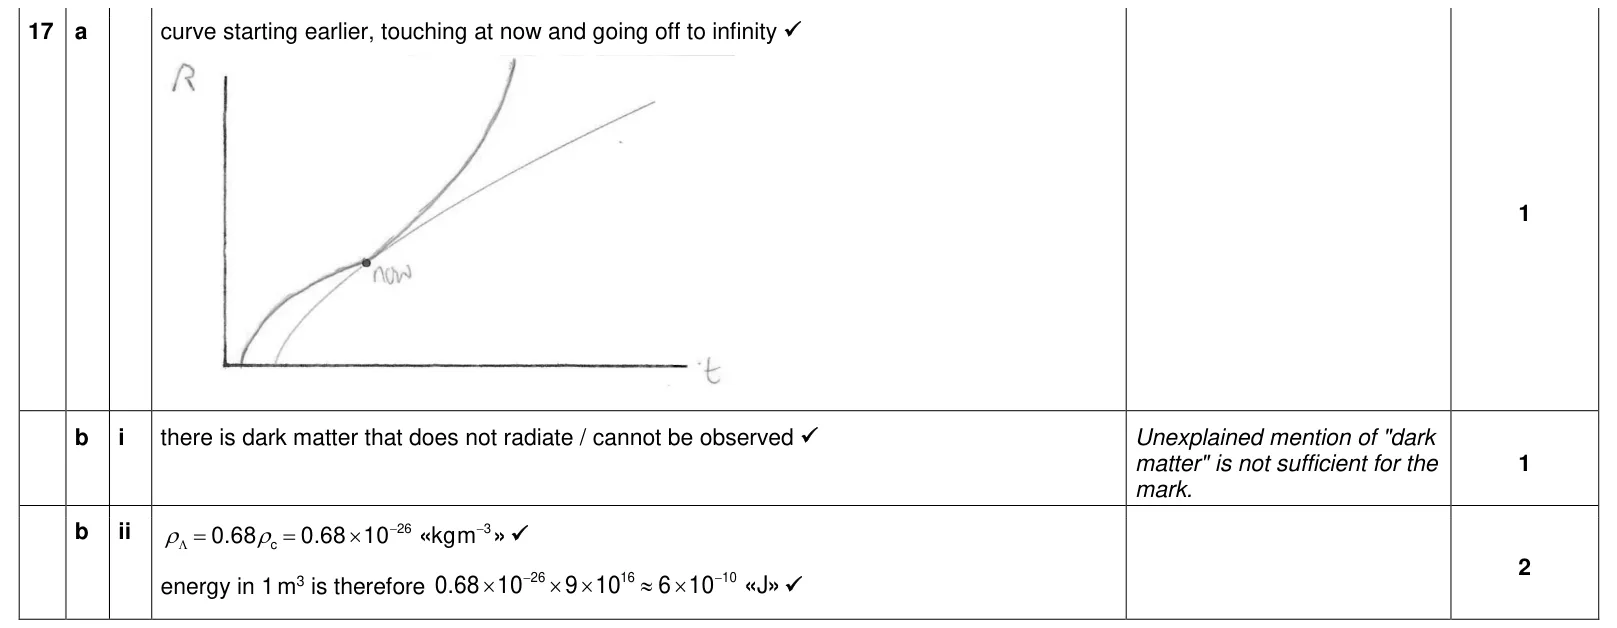 17 a curve starting earlier, touching at now and going off to infinity ✓
R
now
t
1
b i there is dark matter that does not radiate / cannot be observed ✓
Unexplained mention of "dark
matter" is not sufficient for the
mark.
1
b ii ρ_Λ = 0.68ρ_c = 0.68×10⁻²⁶ «kgm⁻³» ✓
energy in 1 m³ is therefore 0.68×10⁻²⁶×9×10¹⁶ ≈ 6×10⁻¹⁰ «J» ✓
2